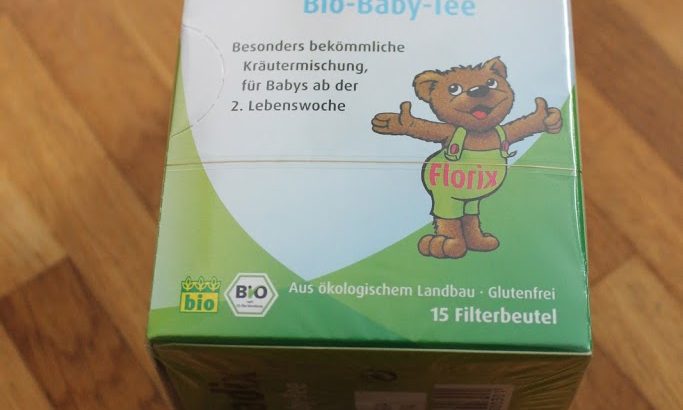 Bio-Baby-Tee
Besonders bekömmliche
Kräutermischung,
für Babys ab der
2. Lebenswoche
Florix
bio
BIO
Aus ökologischem Landbau · Glutenfrei
15 Filterbeutel